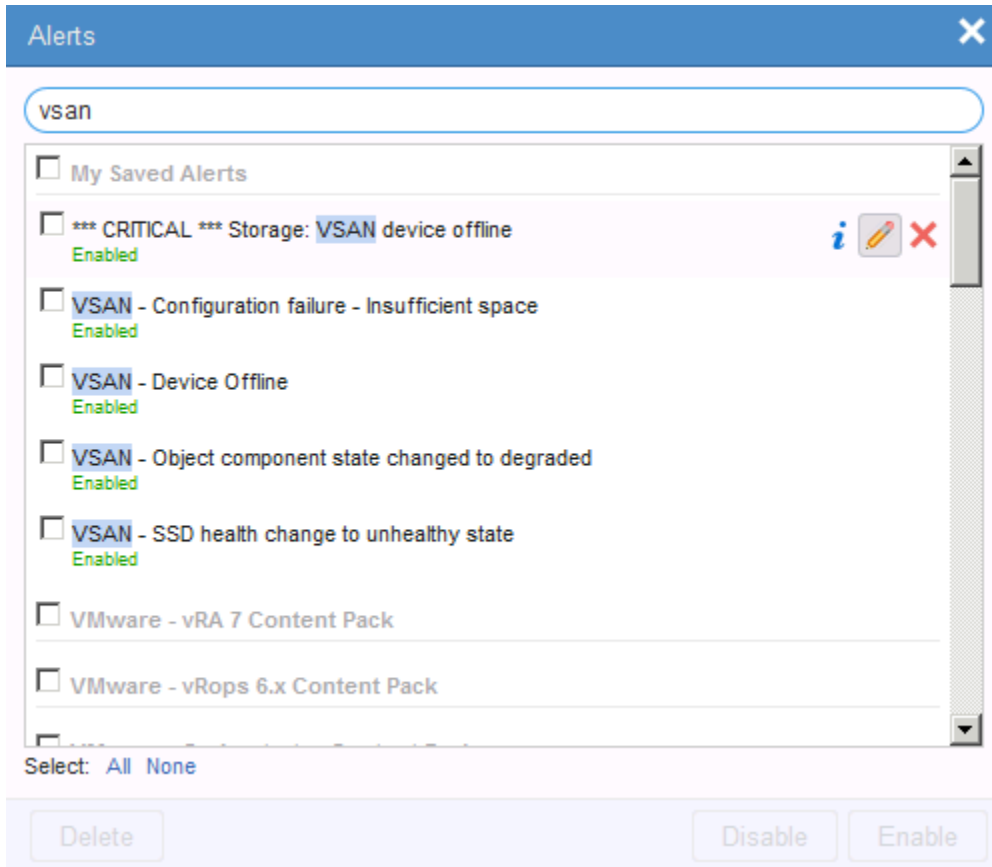 Alerts
vsan
My Saved Alerts
*** CRITICAL *** Storage: VSAN device offline
Enabled
VSAN - Configuration failure - Insufficient space
Enabled
VSAN - Device Offline
Enabled
VSAN - Object component state changed to degraded
Enabled
VSAN - SSD health change to unhealthy state
Enabled
VMware - vRA 7 Content Pack
VMware - vRops 6.x Content Pack
Select: All None
Delete Disable Enable